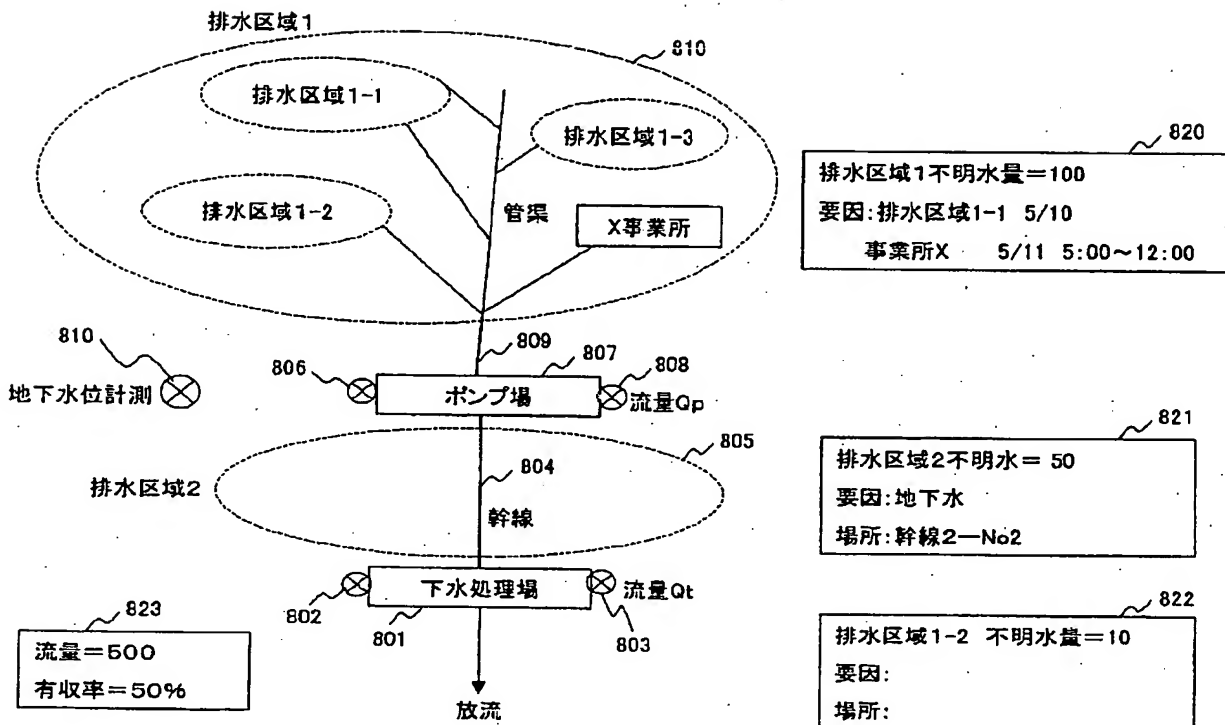 排水区域1
810
排水区域1-1
排水区域1-3
820
排水区域1-2
管渠
X事業所
排水区域1不明水量=100
要因:排水区域1-1 5/10
事業所X 5/11 5:00~12:00
810
地下水位計測
809
806
807
808
ポンプ場
流量Qp
805
821
排水区域2
804
幹線
排水区域2不明水= 50
要因:地下水
場所:幹線2―No2
802
下水処理場
流量Qt
801
803
823
流量=500
有収率=50%
822
排水区域1-2 不明水量=10
要因:
場所:
放流